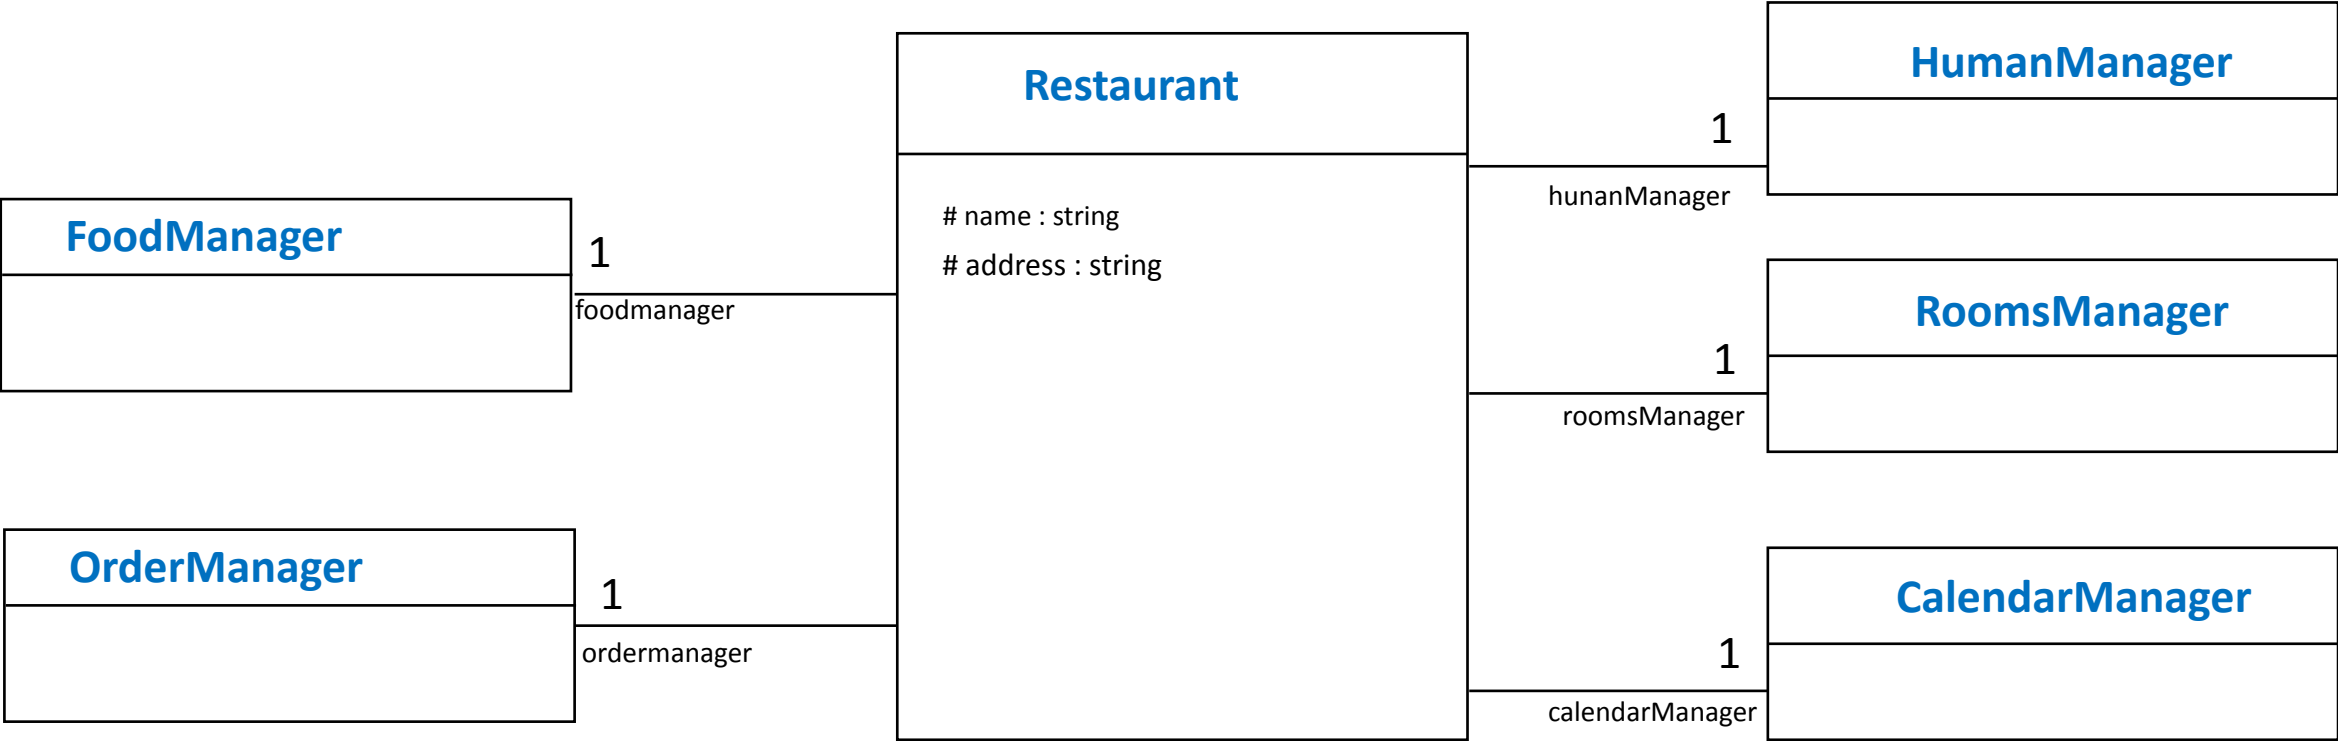 FoodManager
1
foodmanager
OrderManager
1
ordermanager
Restaurant
# name : string
# address : string
HumanManager
1
hunanManager
RoomsManager
1
roomsManager
CalendarManager
1
calendarManager